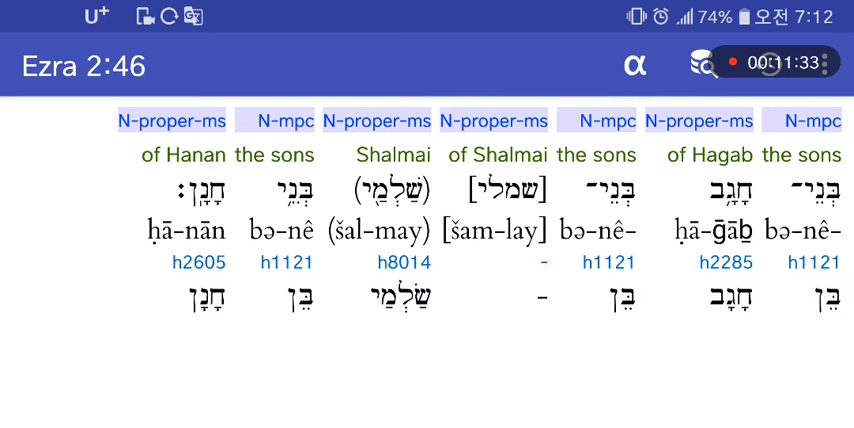 U+ 74% 오전 7:12
Ezra 2:46 α 00:11:33
N-proper-ms N-mpc N-proper-ms N-proper-ms N-mpc N-proper-ms N-mpc
of Hanan the sons Shalmai of Shalmai the sons of Hagab the sons
בְּנֵי־ חָגָ֥ב בְּנֵי־ [שמלי] (שַׁלְמַ֖י) בְּנֵ֥י חָנָֽן׃
ḥā-nān bə-nê (šal-may) [šam-lay] bə-nê- ḥā-ḡāḇ bə-nê-
h2605 h1121 h8014 - h1121 h2285 h1121
בֵּן חָגָב בֵּן - שַׂלְמַי בֵּן חָנָן